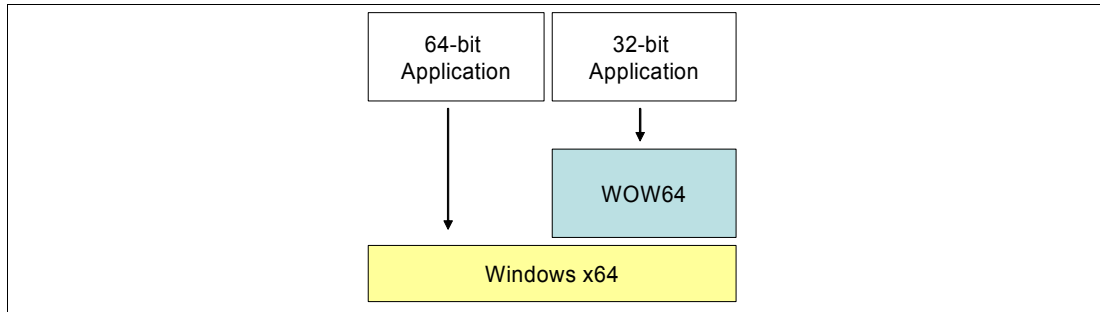 64-bit
Application
32-bit
Application
WOW64
Windows x64